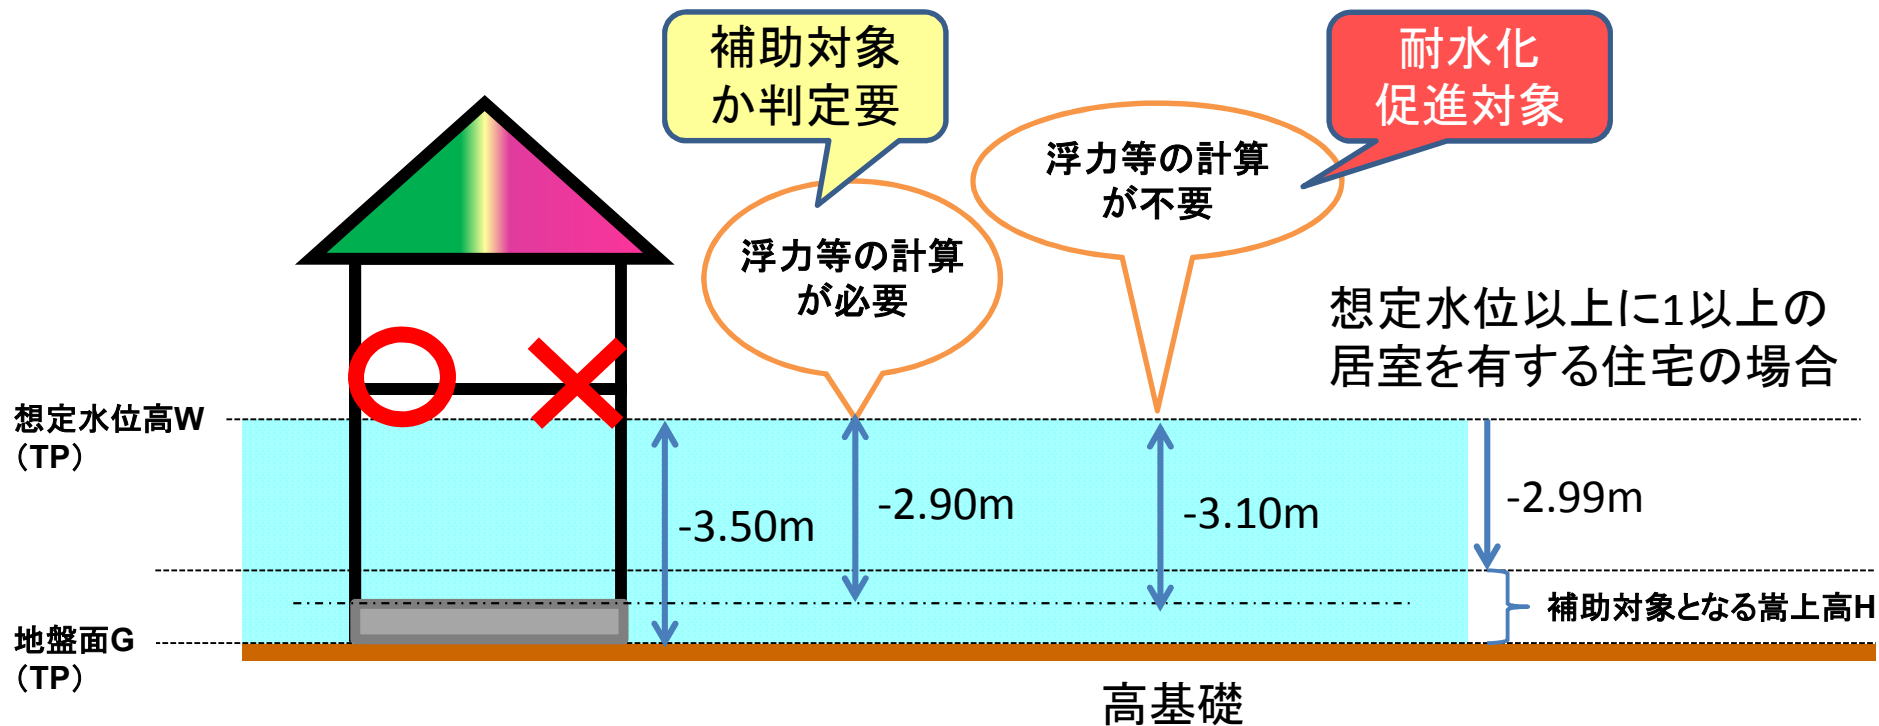 補助対象
か判定要
耐水化
促進対象
浮力等の計算
が不要
浮力等の計算
が必要
想定水位以上に1以上の
居室を有する住宅の場合
想定水位高W
（TP）
-3.50m
-2.90m
-3.10m
-2.99m
補助対象となる嵩上高H
地盤面G
（TP）
高基礎